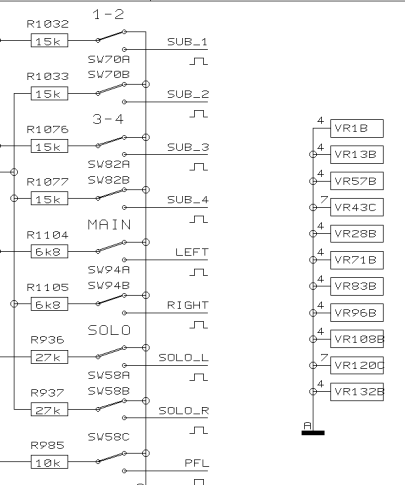 1-2
R1032
15k
SUB_1
SW70A
R1033
SW70B
15k
SUB_2
3-4
R1076
15k
SUB_3
SW82A
R1077
SW82B
15k
SUB_4
MAIN
R1104
6k8
LEFT
SW94A
R1105
SW94B
6k8
RIGHT
SOLO
R936
27k
SOLO_L
SW58A
R937
SW58B
27k
SOLO_R
R985
SW58C
10k
PFL
4 VR1B
4 VR13B
4 VR57B
7 VR43C
4 VR28B
4 VR71B
4 VR83B
4 VR96B
4 VR108B
7 VR120C
4 VR132B
A